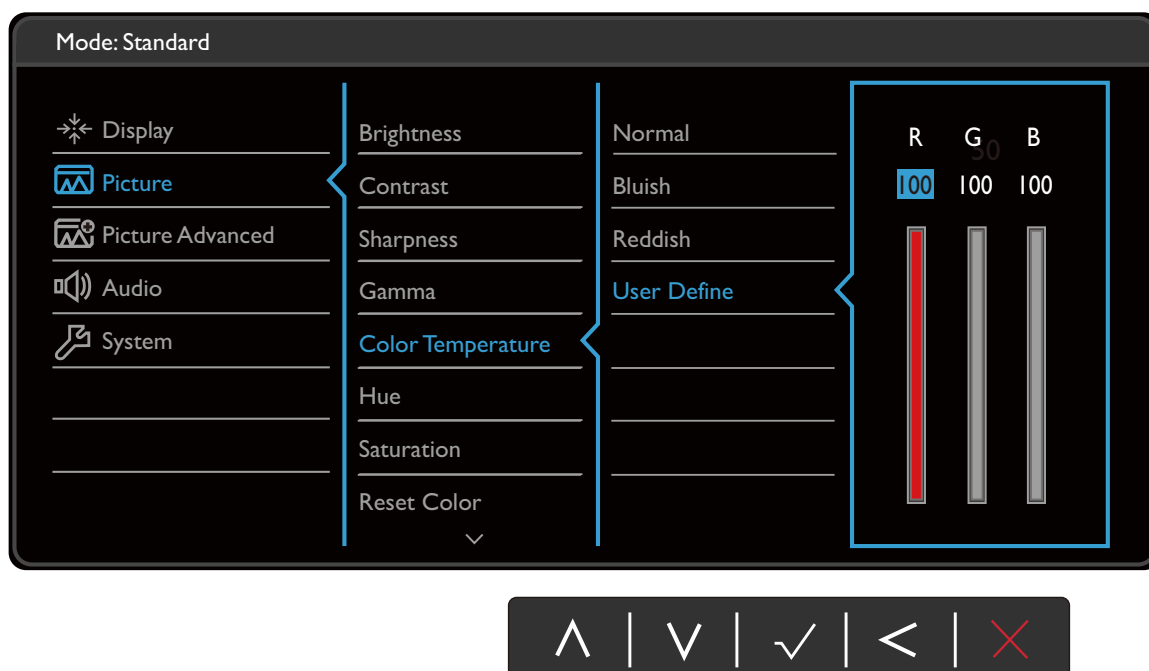 Mode: Standard
Display
Picture
Picture Advanced
Audio
System
Brightness
Contrast
Sharpness
Gamma
Color Temperature
Hue
Saturation
Reset Color
Normal
Bluish
Reddish
User Define
R G B
50
100 100 100